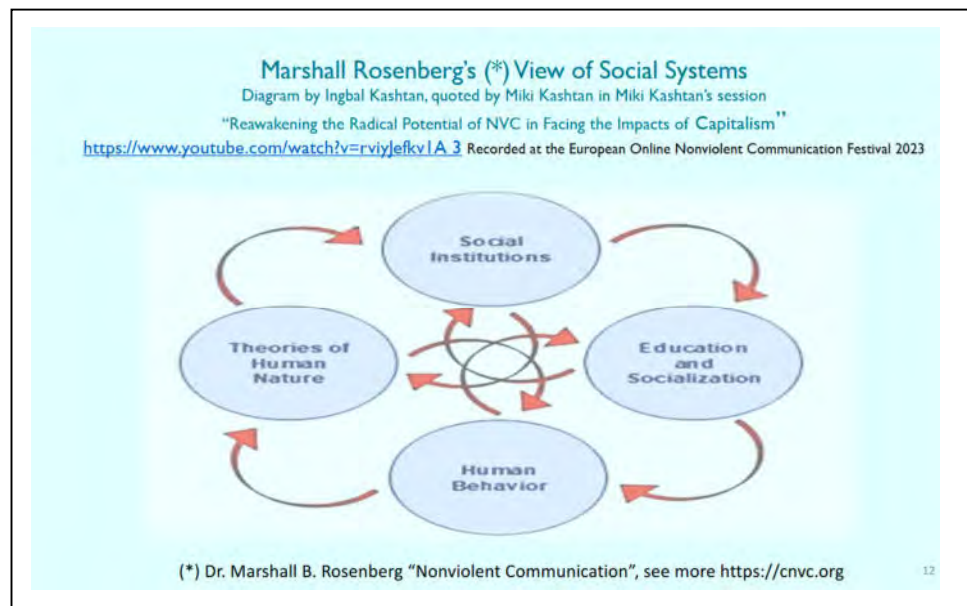 Marshall Rosenberg's (*) View of Social Systems
Diagram by Ingbal Kashtan, quoted by Miki Kashtan in Miki Kashtan's session
"Reawakening the Radical Potential of NVC in Facing the Impacts of Capitalism"
https://www.youtube.com/watch?v=rviyJefkv1A 3 Recorded at the European Online Nonviolent Communication Festival 2023
Social
Institutions
Theories of
Human
Nature
Education
and
Socialization
Human
Behavior
(*) Dr. Marshall B. Rosenberg "Nonviolent Communication", see more https://cnvc.org
12